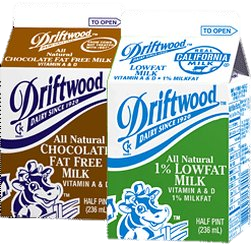 TO OPEN
All
Natural
CHOCOLATE FAT FREE MILK
VITAMIN A & D
Driftwood
DAIRY SINCE 1920
All Natural
CHOCOLATE
FAT FREE
MILK
VITAMIN A & D
HALF PINT
(236 mL)
TO OPEN
All
Natural
LOWFAT
MILK
VITAMIN A & D 1% MILKFAT
REAL
CALIFORNIA
MILK
Driftwood
DAIRY SINCE 1920
All Natural
1% LOWFAT
MILK
VITAMIN A & D
1% MILKFAT
HALF PINT
(236 mL)